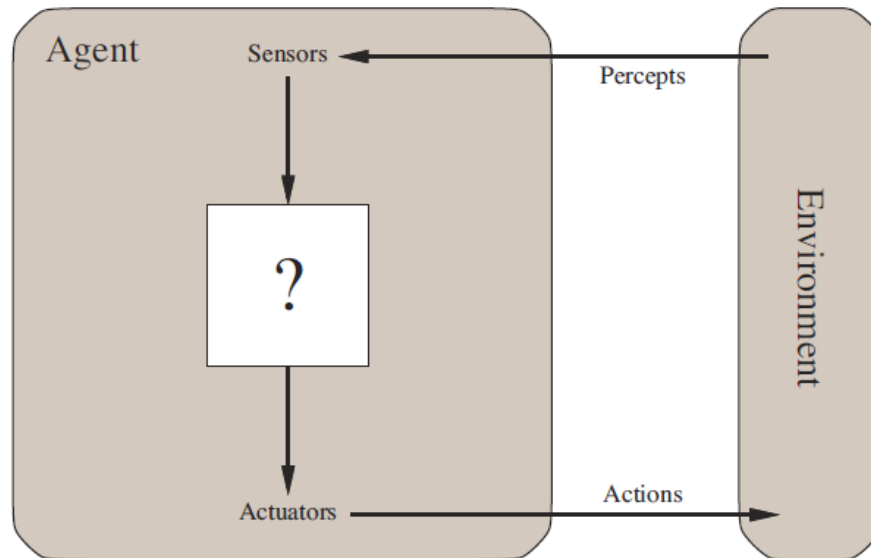 Agent
Sensors
Percepts
?
Environment
Actuators
Actions